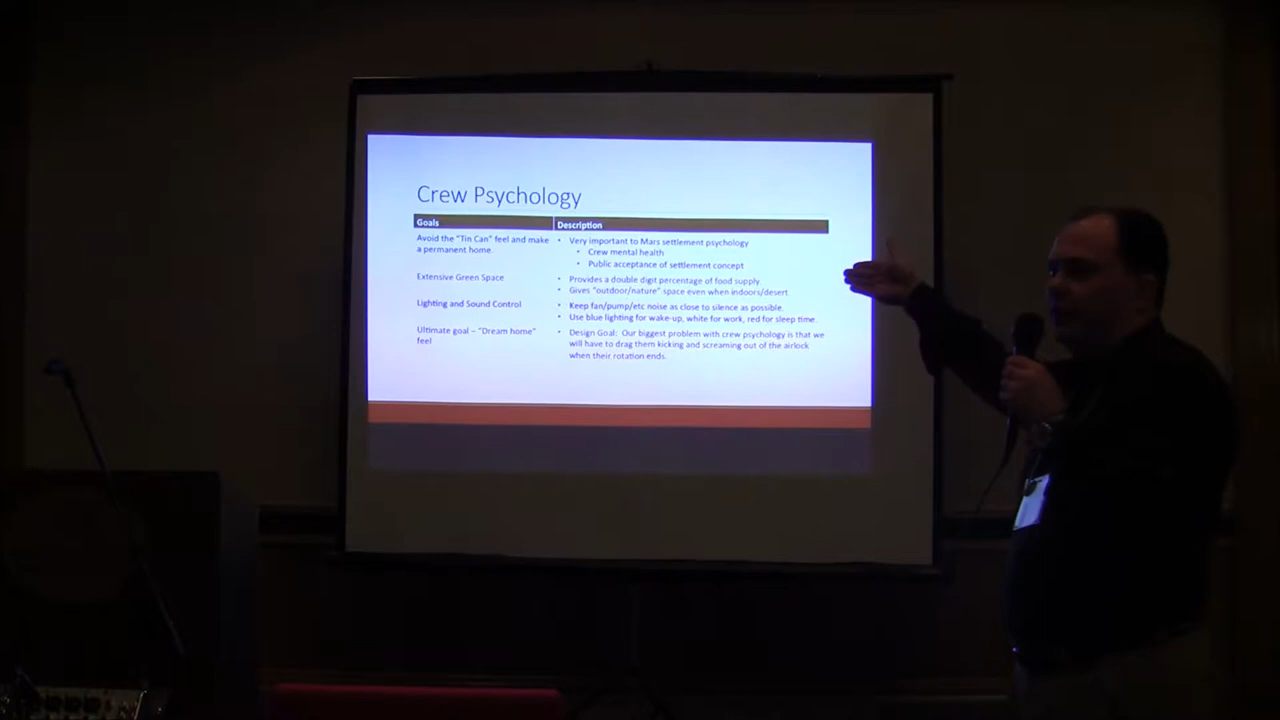 Crew Psychology
Goals
Description
Avoid the "Tin Can" feel and make
a permanent home.
• Very important to Mars settlement psychology
• Crew mental health
• Public acceptance of settlement concept
Extensive Green Space
• Provides a double digit percentage of food supply.
• Gives "outdoor/nature" space even when indoors/desert.
Lighting and Sound Control
• Keep fan/pump/etc noise as close to silence as possible.
• Use blue lighting for wake-up, white for work, red for sleep time.
Ultimate goal – "Dream home"
feel
• Design Goal: Our biggest problem with crew psychology is that we
will have to drag them kicking and screaming out of the airlock
when their rotation ends.